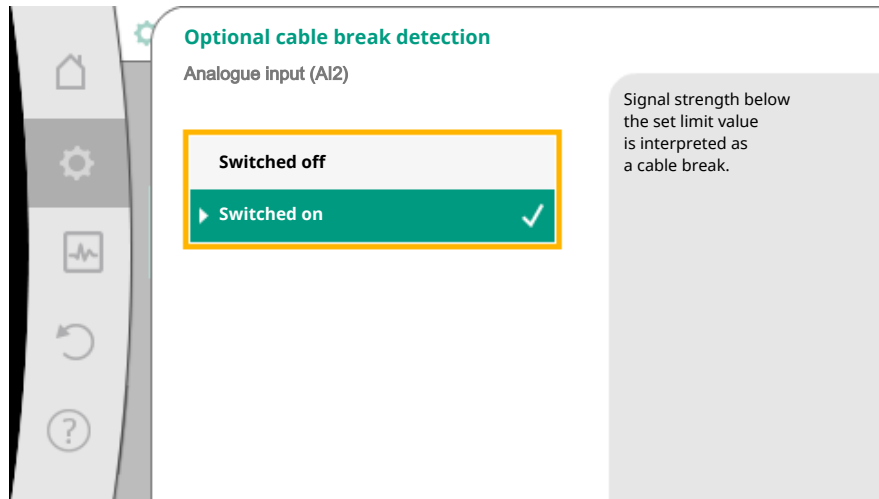 Optional cable break detection
Analogue input (AI2)
Switched off
Switched on
Signal strength below
the set limit value
is interpreted as
a cable break.
?